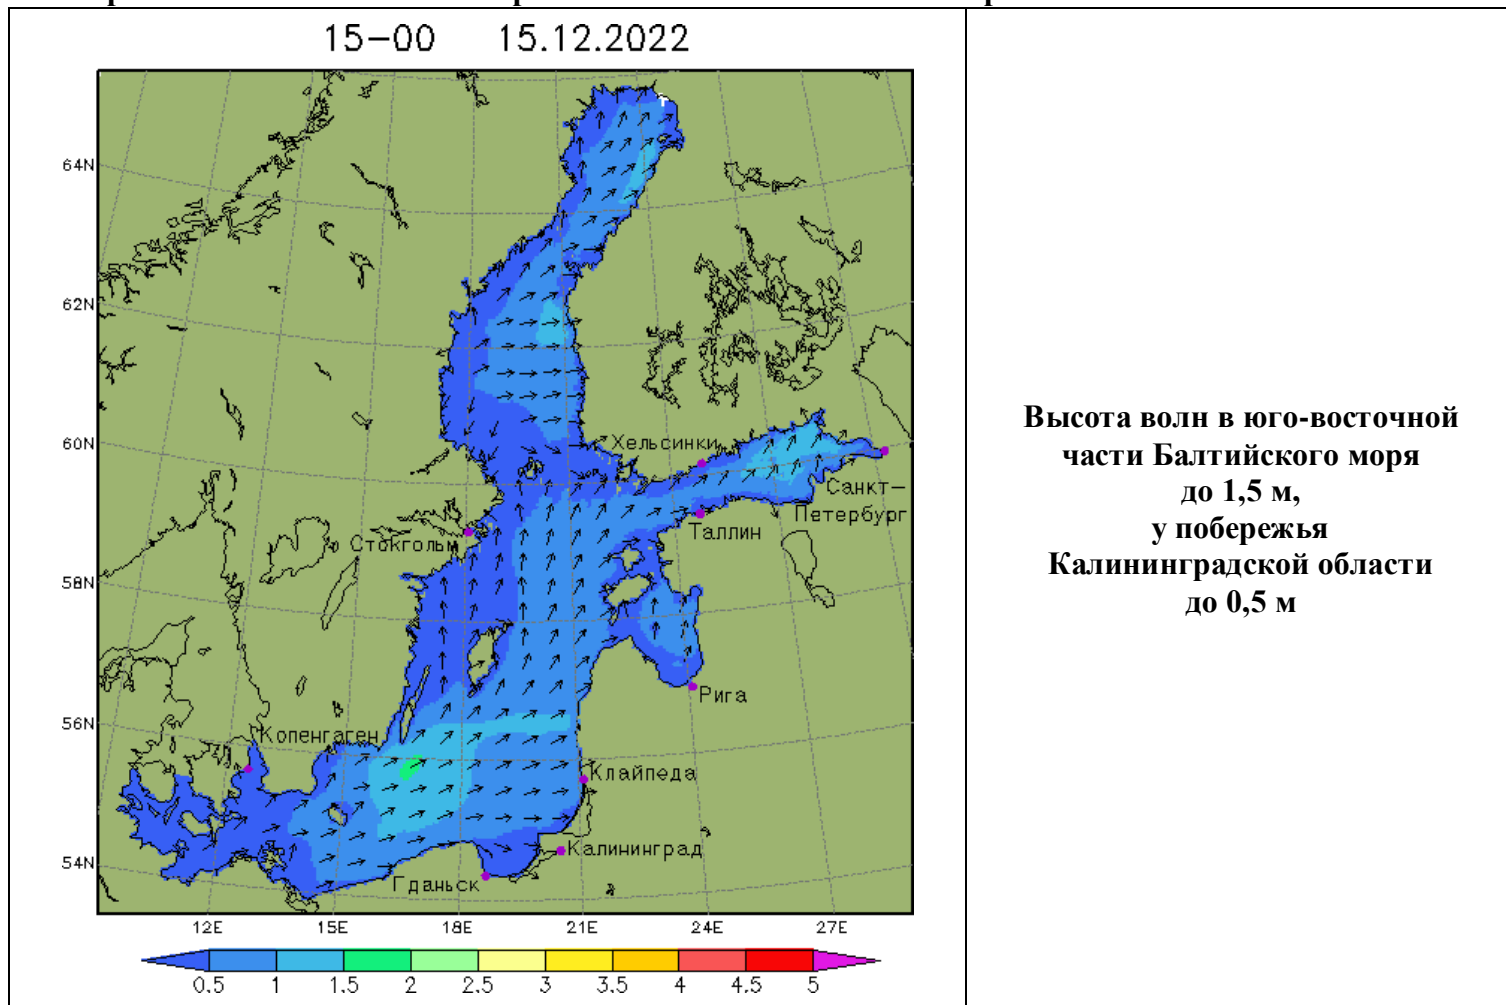 15-00 15.12.2022
64N
62N
60N
58N
56N
54N
Хельсинки
Санкт-
Петербург
Таллин
Стокгольм
Рига
Копенгаген
Клайпеда
Калининград
Гданьск
12E 15E 18E 21E 24E 27E
0.5 1 1.5 2 2.5 3 3.5 4 4.5 5
Высота волн в юго-восточной
части Балтийского моря
до 1,5 м,
у побережья
Калининградской области
до 0,5 м